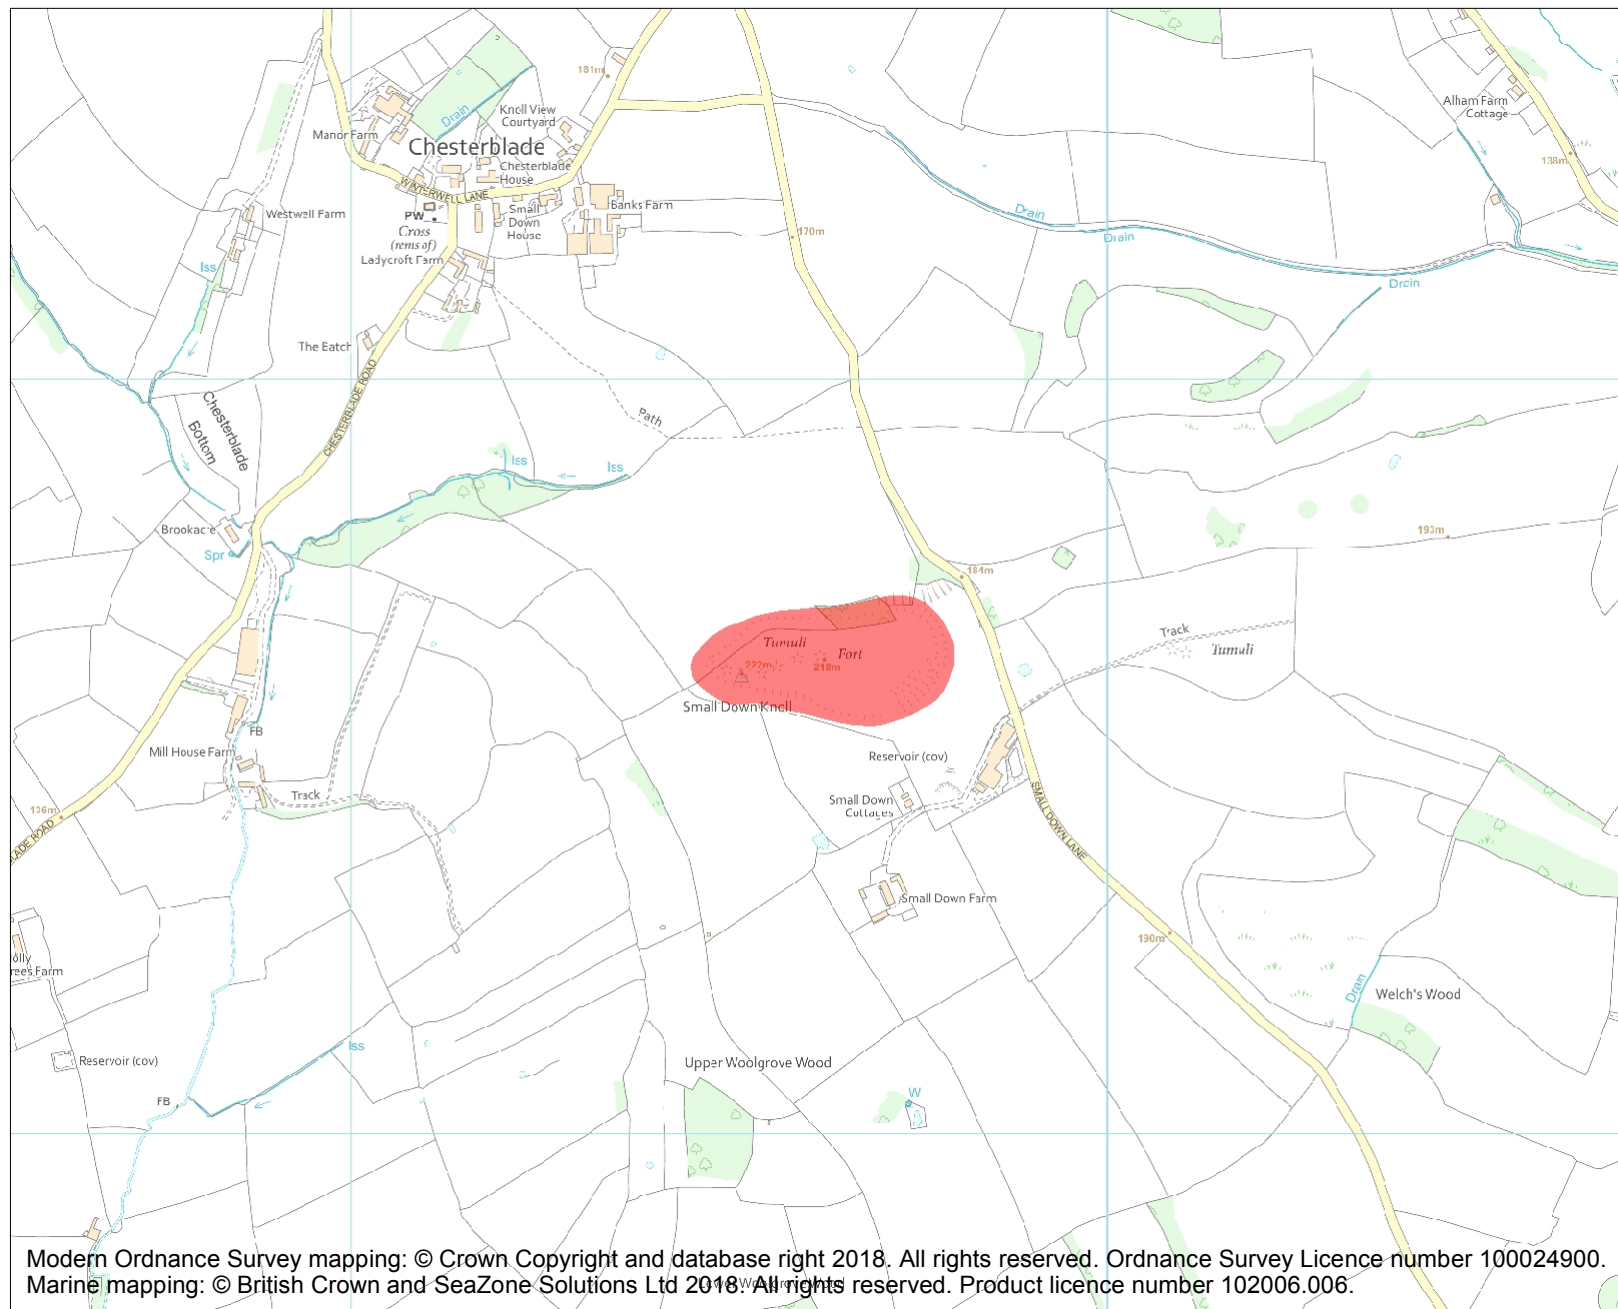 181m
Alham Farm
Cottage
Knoll View
Courtyard
Drain
Manor Farm
Chesterblade
138m
Chesterblade
House
WINTERWELL LANE
Westwell Farm
PW
Cross
(rems of)
Small
Down
House
Banks Farm
Drain
170m
Drain
Ladycroft Farm
Iss
Drain
The Eatch
CHESTERBLADE ROAD
Path
Chesterblade
Bottom
Iss
Iss
Brookacre
Spr
193m
184m
Track
Tumuli
Tumuli
Fort
222m
218m
Small Down Knoll
FB
Mill House Farm
Reservoir (cov)
Track
Small Down
Cottages
136m
LADE ROAD
SMALL DOWN LANE
Small Down Farm
190m
olly
rees Farm
Drain
Welch's Wood
Iss
Reservoir (cov)
Upper Woolgrove Wood
FB
W
Modern Ordnance Survey mapping: © Crown Copyright and database right 2018. All rights reserved. Ordnance Survey Licence number 100024900.
Marine mapping: © British Crown and SeaZone Solutions Ltd 2018. All rights reserved. Product licence number 102006.006.